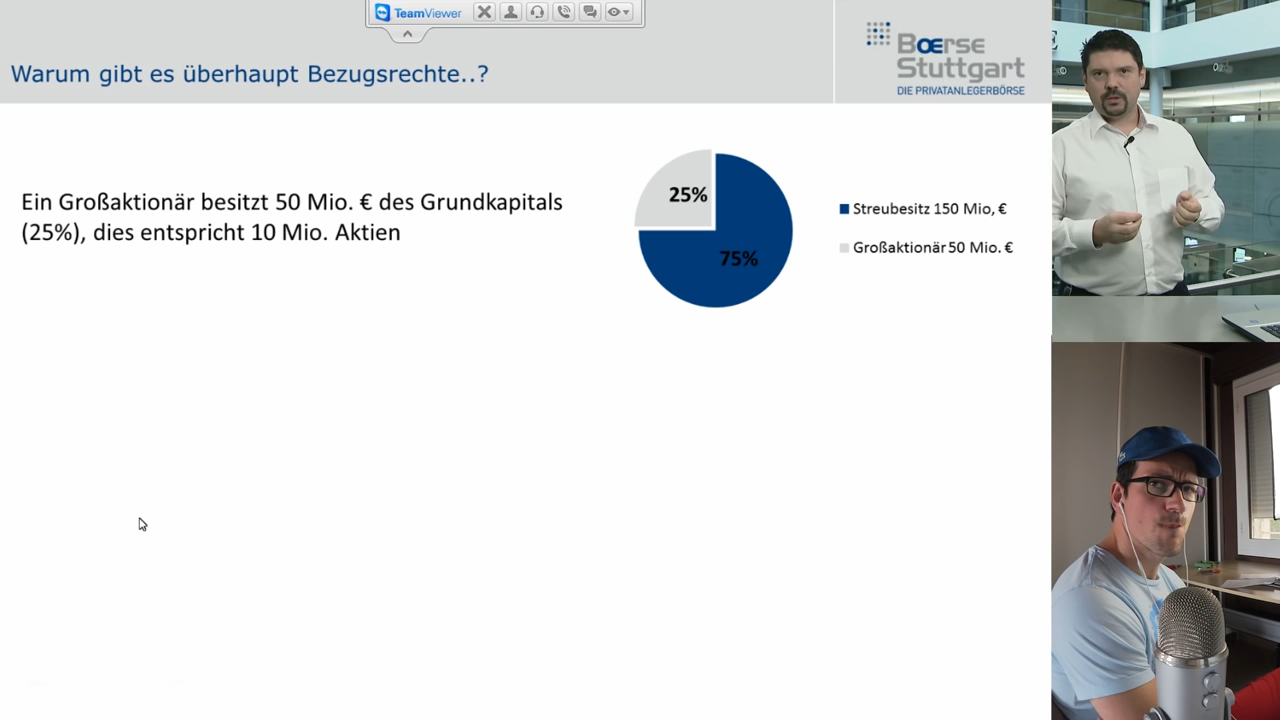 TeamViewer
Warum gibt es überhaupt Bezugsrechte..?
Bœrse
Stuttgart
DIE PRIVATANLEGERBÖRSE
Ein Großaktionär besitzt 50 Mio. € des Grundkapitals
(25%), dies entspricht 10 Mio. Aktien
25%
75%
Streubesitz 150 Mio, €
Großaktionär 50 Mio. €